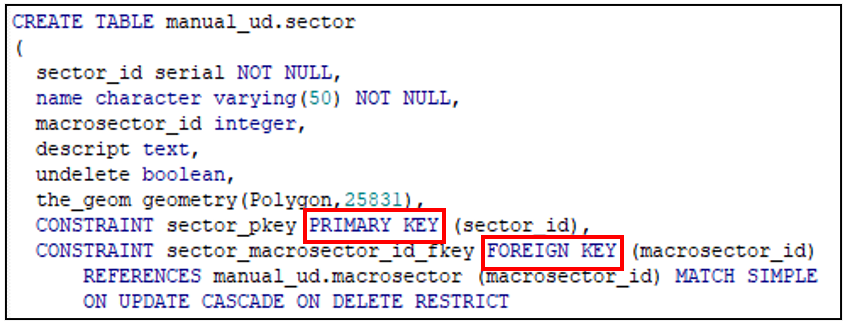 CREATE TABLE manual_ud.sector
(
sector_id serial NOT NULL,
name character varying(50) NOT NULL,
macrosector_id integer,
descript text,
undelete boolean,
the_geom geometry(Polygon,25831),
CONSTRAINT sector_pkey PRIMARY KEY (sector_id),
CONSTRAINT sector_macrosector_id_fkey FOREIGN KEY (macrosector_id)
REFERENCES manual_ud.macrosector (macrosector_id) MATCH SIMPLE
ON UPDATE CASCADE ON DELETE RESTRICT